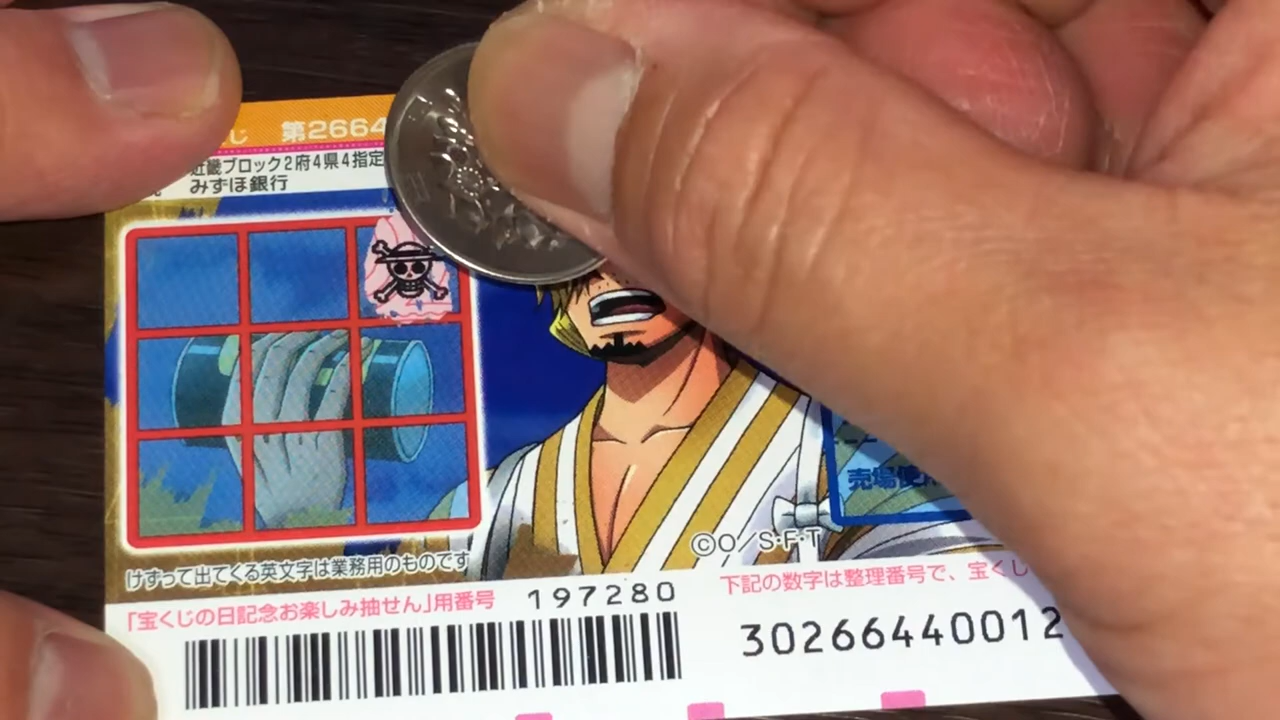 じ 第2664
近畿ブロック2府4県4指定
みずほ銀行
売場使用
©O/S・F・T
けずって出てくる英文字は業務用のものです
「宝くじの日記念お楽しみ抽せん」用番号 197280
下記の数字は整理番号で、宝くじ
30266440012